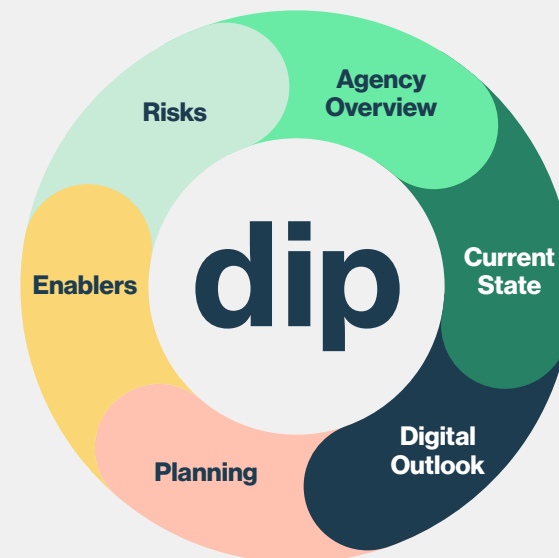 Agency
Overview
Current
State
Digital
Outlook
Planning
Enablers
Risks
dip